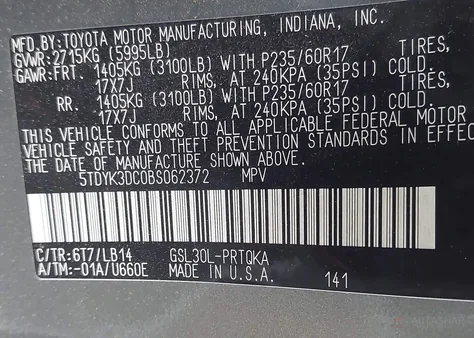 MFD.BY:TOYOTA MOTOR MANUFACTURING, INDIANA, INC.
GVWR:2715KG (5995LB)
GAWR:FRT. 1405KG (3100LB) WITH P235/60R17 TIRES,
17X7J RIMS, AT 240KPA (35PSI) COLD.
RR. 1405KG (3100LB) WITH P235/60R17 TIRES,
17X7J RIMS, AT 240KPA (35PSI) COLD.
THIS VEHICLE CONFORMS TO ALL APPLICABLE FEDERAL MOTOR
VEHICLE SAFETY AND THEFT PREVENTION STANDARDS IN EFFECT
THE DATE OF MANUFACTURE SHOWN ABOVE.
5TDYK3DC0BS062372 MPV
C/TR:6T7/LB14 GSL30L-PRTQKA
A/TM:-01A/U660E MADE IN U.S.A. 141